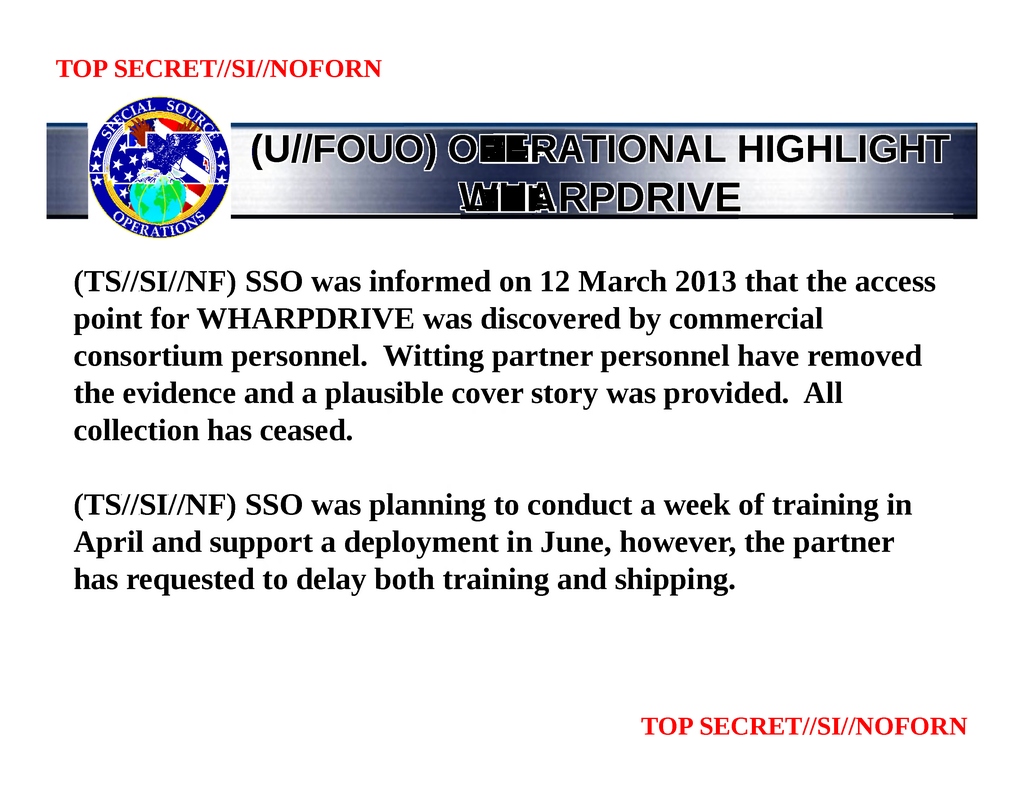 TOP SECRET//SI//NOFORN
SPECIAL SOURCE
OPERATIONS
(U//FOUO) OPERATIONAL HIGHLIGHT
WHARPDRIVE
(TS//SI//NF) SSO was informed on 12 March 2013 that the access
point for WHARPDRIVE was discovered by commercial
consortium personnel.  Witting partner personnel have removed
the evidence and a plausible cover story was provided.  All
collection has ceased.
(TS//SI//NF) SSO was planning to conduct a week of training in
April and support a deployment in June, however, the partner
has requested to delay both training and shipping.
TOP SECRET//SI//NOFORN